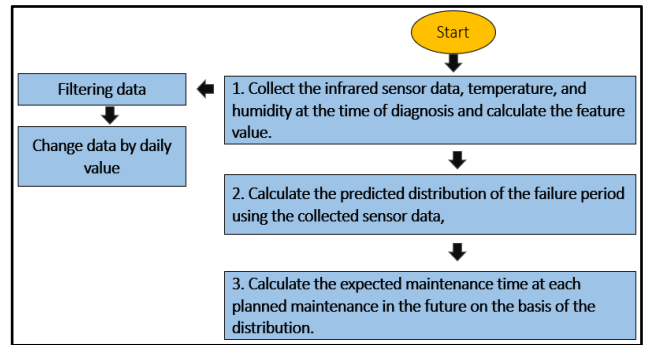 Start
1. Collect the infrared sensor data, temperature, and
humidity at the time of diagnosis and calculate the feature
value.
Filtering data
Change data by daily
value
2. Calculate the predicted distribution of the failure period
using the collected sensor data,
3. Calculate the expected maintenance time at each
planned maintenance in the future on the basis of the
distribution.